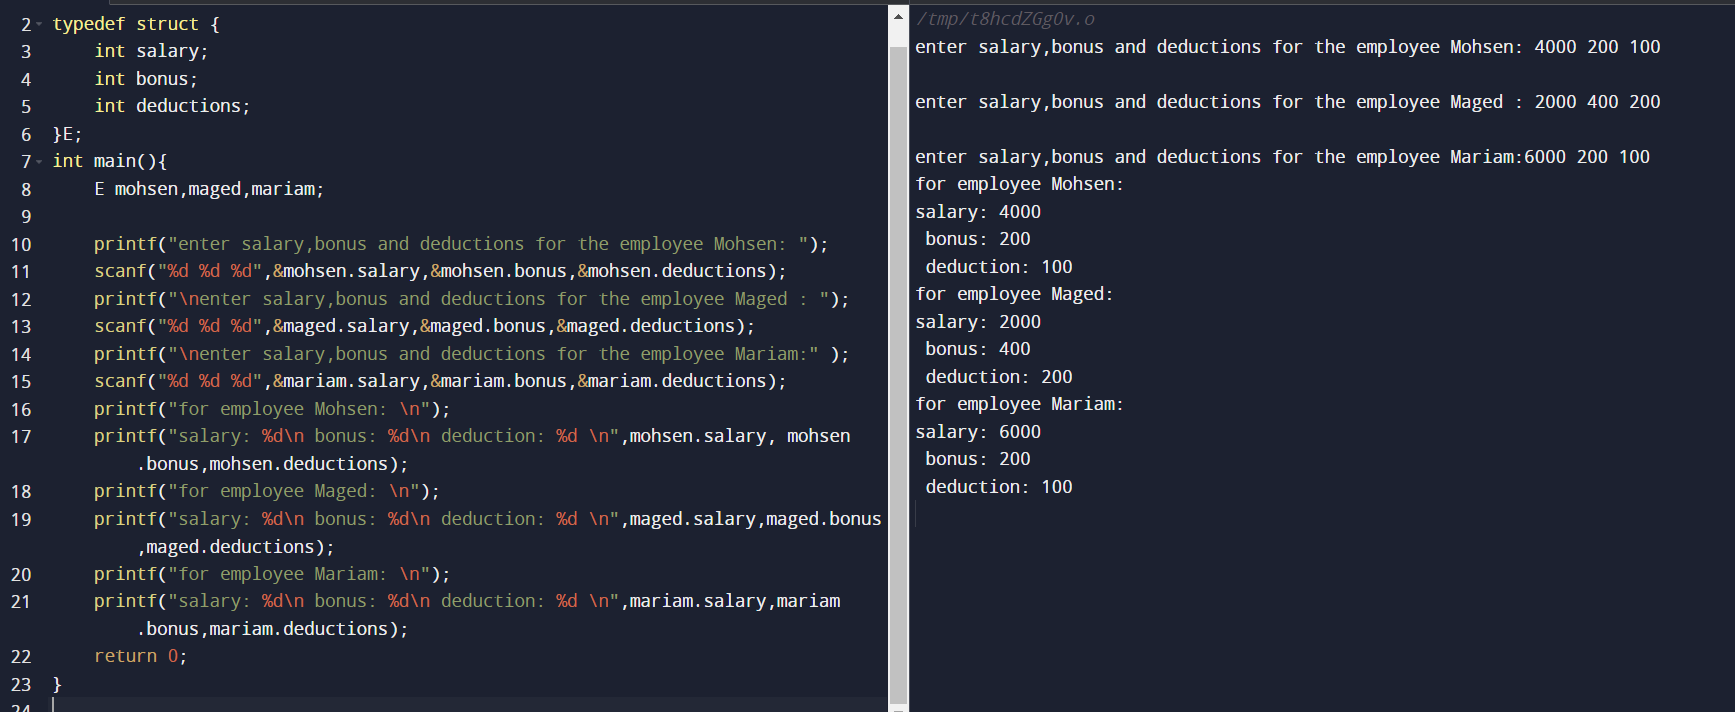 2 typedef struct {
3     int salary;
4     int bonus;
5     int deductions;
6 }E;
7 int main(){
8     E mohsen,maged,mariam;
9
10     printf("enter salary,bonus and deductions for the employee Mohsen: ");
11     scanf("%d %d %d",&mohsen.salary,&mohsen.bonus,&mohsen.deductions);
12     printf("\nenter salary,bonus and deductions for the employee Maged : ");
13     scanf("%d %d %d",&maged.salary,&maged.bonus,&maged.deductions);
14     printf("\nenter salary,bonus and deductions for the employee Mariam:" );
15     scanf("%d %d %d",&mariam.salary,&mariam.bonus,&mariam.deductions);
16     printf("for employee Mohsen: \n");
17     printf("salary: %d\n bonus: %d\n deduction: %d \n",mohsen.salary, mohsen
        .bonus,mohsen.deductions);
18     printf("for employee Maged: \n");
19     printf("salary: %d\n bonus: %d\n deduction: %d \n",maged.salary,maged.bonus
        ,maged.deductions);
20     printf("for employee Mariam: \n");
21     printf("salary: %d\n bonus: %d\n deduction: %d \n",mariam.salary,mariam
        .bonus,mariam.deductions);
22     return 0;
23 }
24
/tmp/t8hcdZGg0v.o
enter salary,bonus and deductions for the employee Mohsen: 4000 200 100
enter salary,bonus and deductions for the employee Maged : 2000 400 200
enter salary,bonus and deductions for the employee Mariam:6000 200 100
for employee Mohsen:
salary: 4000
 bonus: 200
 deduction: 100
for employee Maged:
salary: 2000
 bonus: 400
 deduction: 200
for employee Mariam:
salary: 6000
 bonus: 200
 deduction: 100